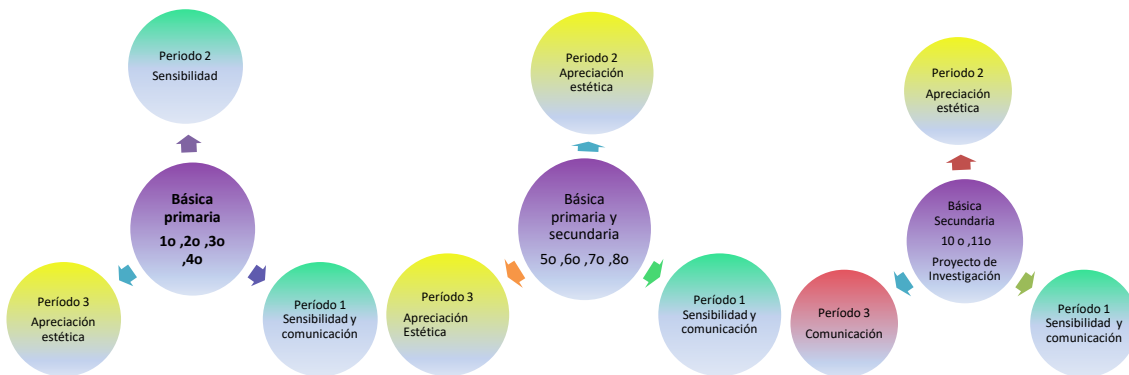 Periodo 2
Sensibilidad
Básica
primaria
1o ,2o ,3o
,4o
Período 3
Apreciación
estética
Período 1
Sensibilidad y
comunicación
Periodo 2
Apreciación
estética
Básica
primaria y
secundaria
5o ,6o ,7o ,8o
Período 3
Apreciación
Estética
Período 1
Sensibilidad y
comunicación
Periodo 2
Apreciación
estética
Básica
Secundaria
10 o ,11o
Proyecto de
Investigación
Período 3
Comunicación
Período 1
Sensibilidad y
comunicación